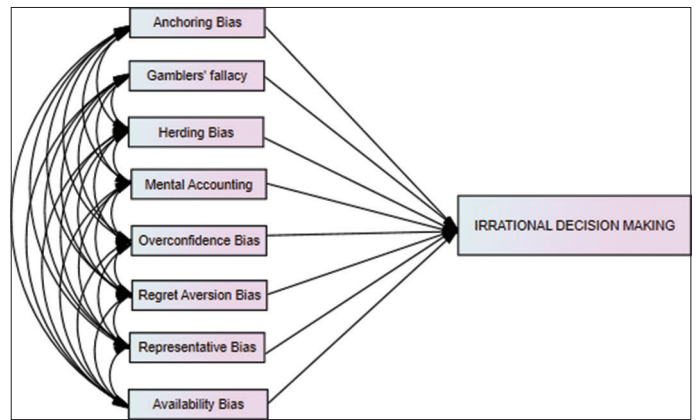 Anchoring Bias
Gamblers' fallacy
Herding Bias
Mental Accounting
Overconfidence Bias
Regret Aversion Bias
Representative Bias
Availability Bias
IRRATIONAL DECISION MAKING